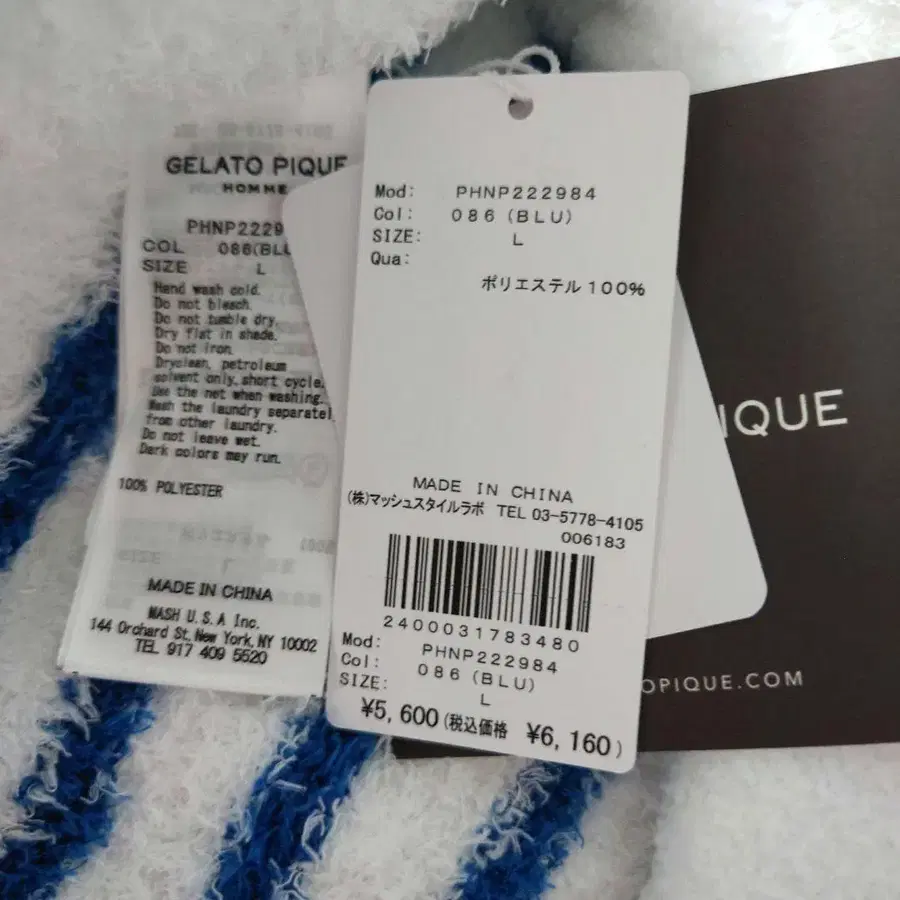 GELATO PIQUE
HOMME
PHNP2229
COL 086(BLU
SIZE L
Hand wash cold.
Do not bleach.
Do not tumble dry.
Dry flat in shade.
Do not iron.
Dryclean, petroleum
solvent only, short cycle.
Use the net when washing.
Wash the laundry separatel
from other laundry.
Do not leave wet.
Dark colors may run.
100% POLYESTER
MADE IN CHINA
MASH U.S.A Inc.
144 Orchard St, New York, NY 10002
TEL 917 409 5520
Mod: PHNP222984
Col: 086 (BLU)
SIZE: L
Qua:
ポリエステル 100%
MADE IN CHINA
(株)マッシュスタイルラボ TEL 03-5778-4105
006183
2400031783480
Mod: PHNP222984
Col: 086 (BLU)
SIZE: L
¥5,600 (税込価格 ¥6,160)
PIQUE
OPIQUE.COM